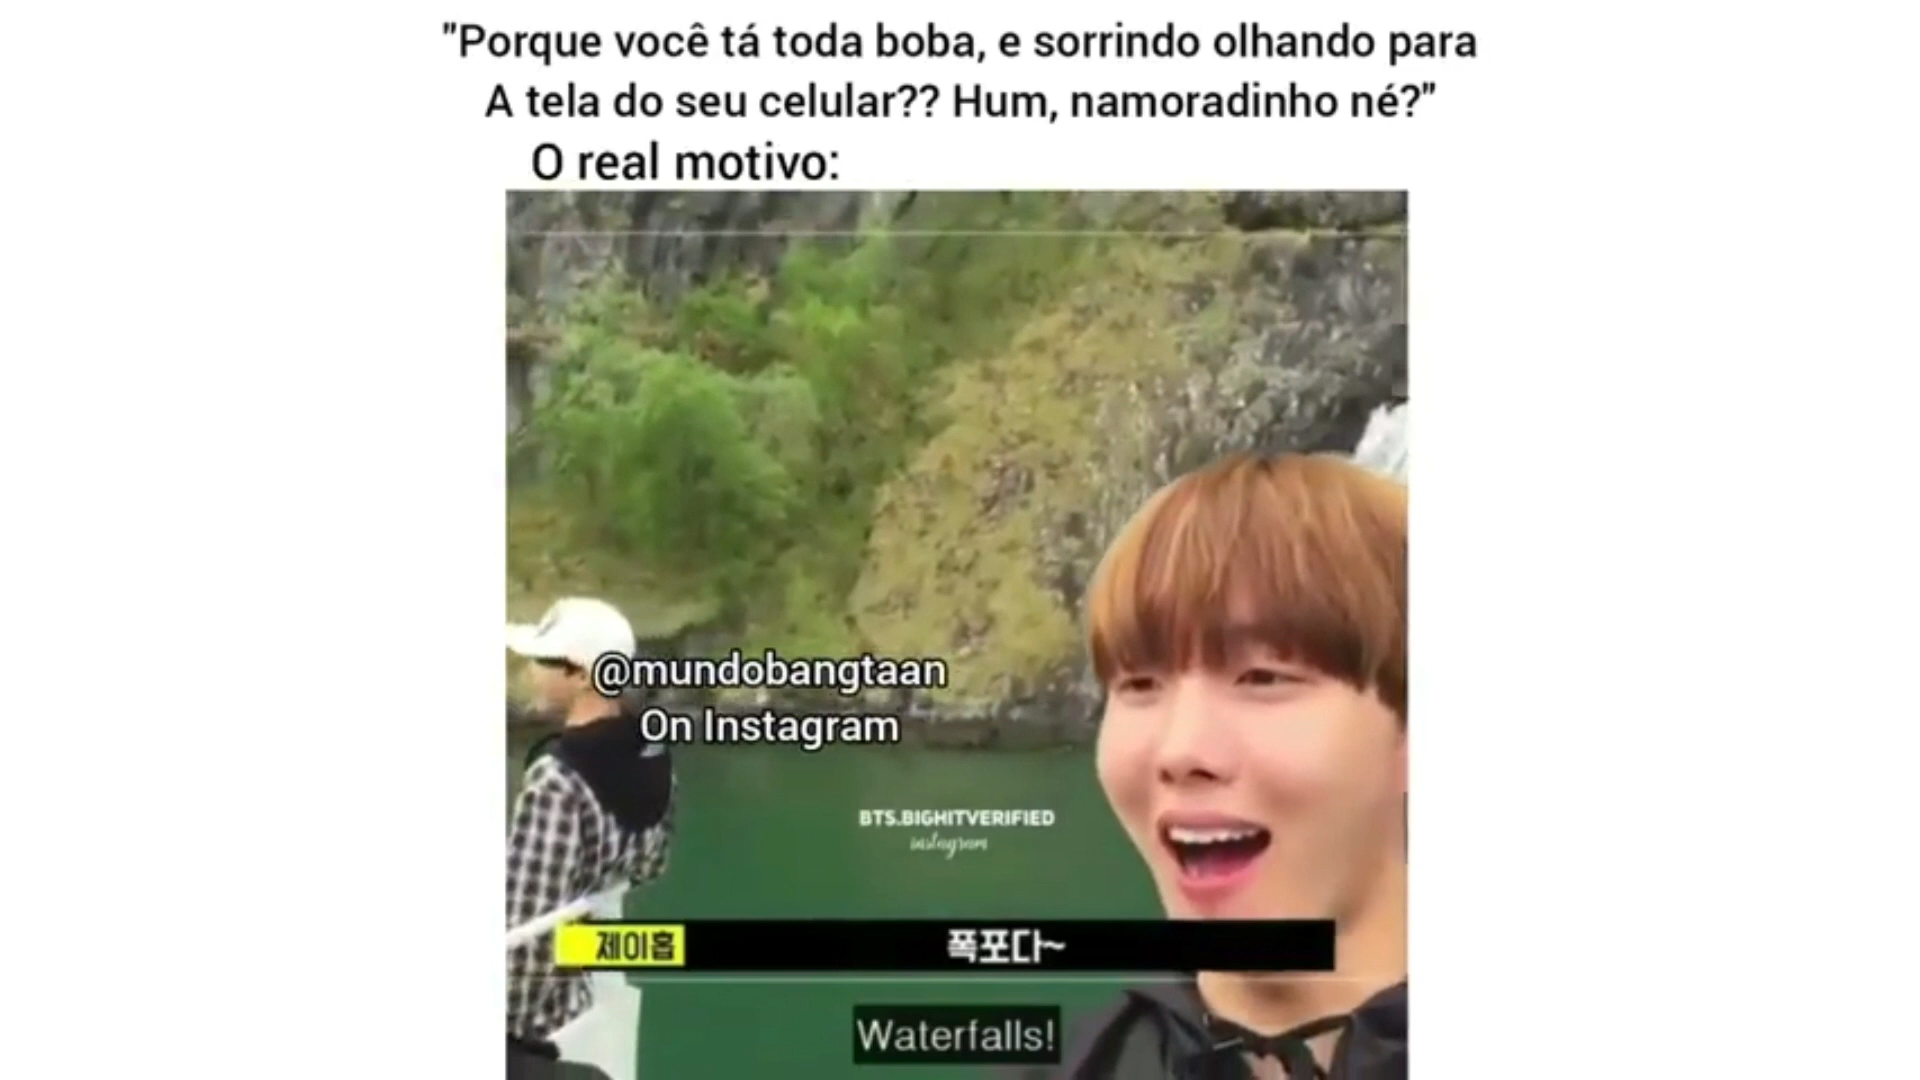 "Porque você tá toda boba, e sorrindo olhando para
A tela do seu celular?? Hum, namoradinho né?"
O real motivo:
@mundobangtaan
On Instagram
BTS.BIGHITVERIFIED
instagram
제이홉
폭포다~
Waterfalls!